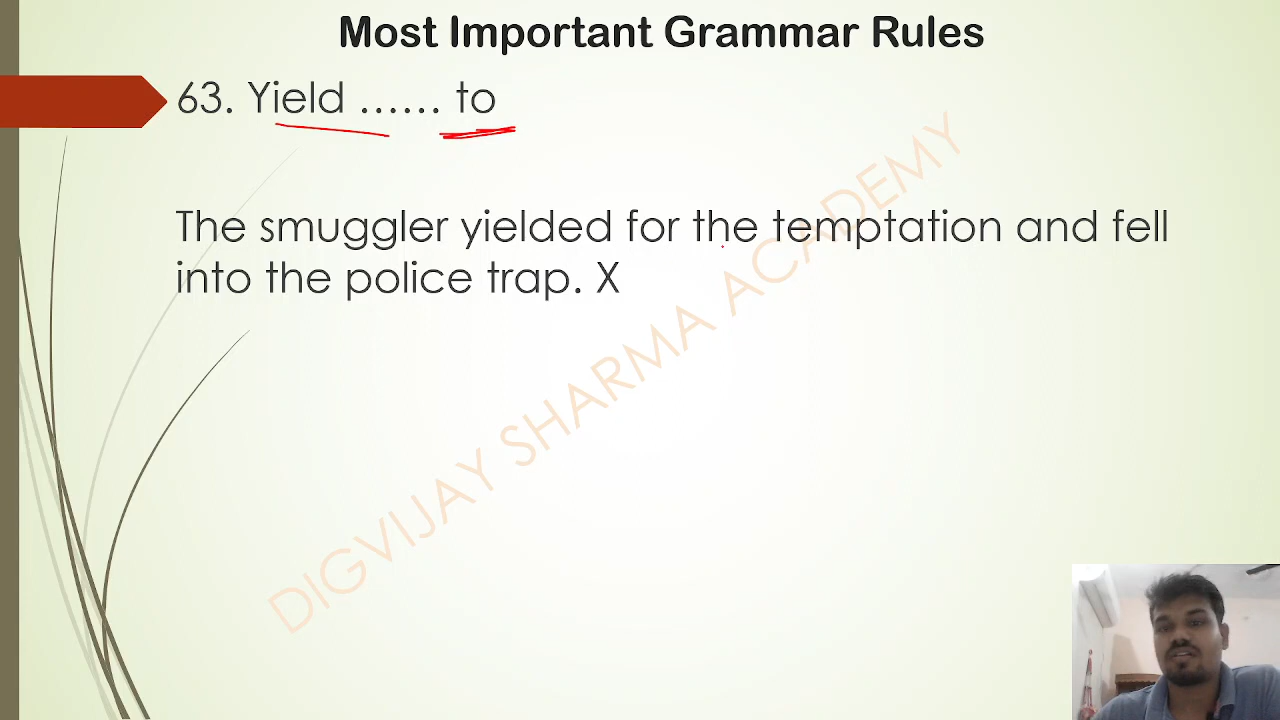 Most Important Grammar Rules
63. Yield ...... to
The smuggler yielded for the temptation and fell
into the police trap. X
DIGVIJAY SHARMA ACADEMY